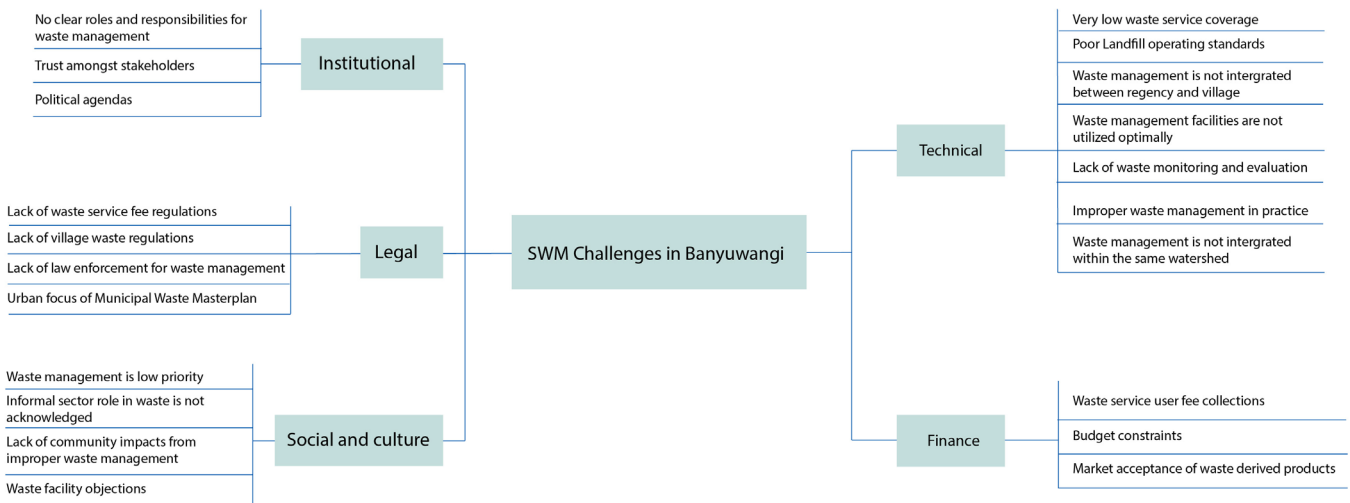 No clear roles and responsibilities for
waste management
Trust amongst stakeholders
Political agendas
Institutional
Lack of waste service fee regulations
Lack of village waste regulations
Lack of law enforcement for waste management
Urban focus of Municipal Waste Masterplan
Legal
Waste management is low priority
Informal sector role in waste is not
acknowledged
Lack of community impacts from
improper waste management
Waste facility objections
Social and culture
SWM Challenges in Banyuwangi
Technical
Very low waste service coverage
Poor Landfill operating standards
Waste management is not intergrated
between regency and village
Waste management facilities are not
utilized optimally
Lack of waste monitoring and evaluation
Improper waste management in practice
Waste management is not intergrated
within the same watershed
Finance
Waste service user fee collections
Budget constraints
Market acceptance of waste derived products